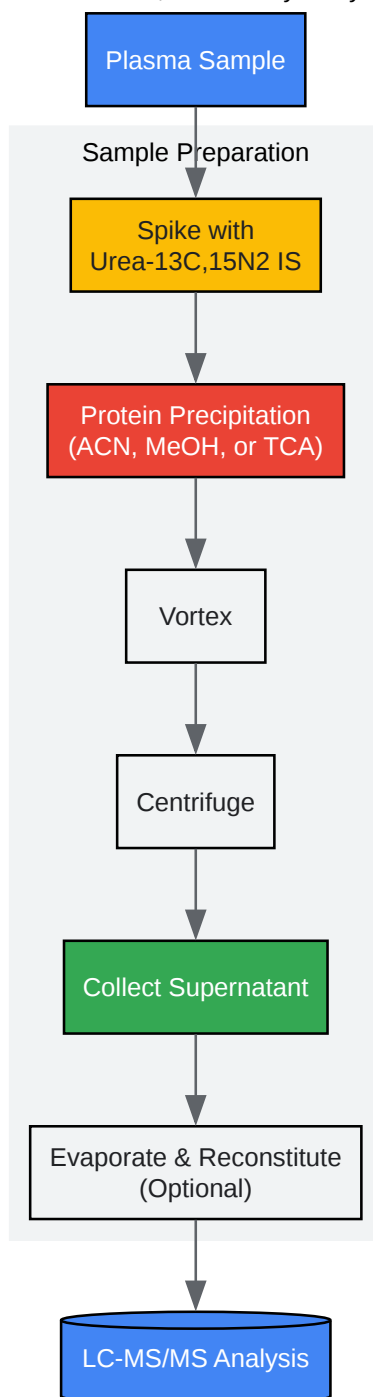 Plasma Sample
Sample Preparation
Spike with
Urea-13C,15N2 IS
Protein Precipitation
(ACN, MeOH, or TCA)
Vortex
Centrifuge
Collect Supernatant
Evaporate & Reconstitute
(Optional)
LC-MS/MS Analysis